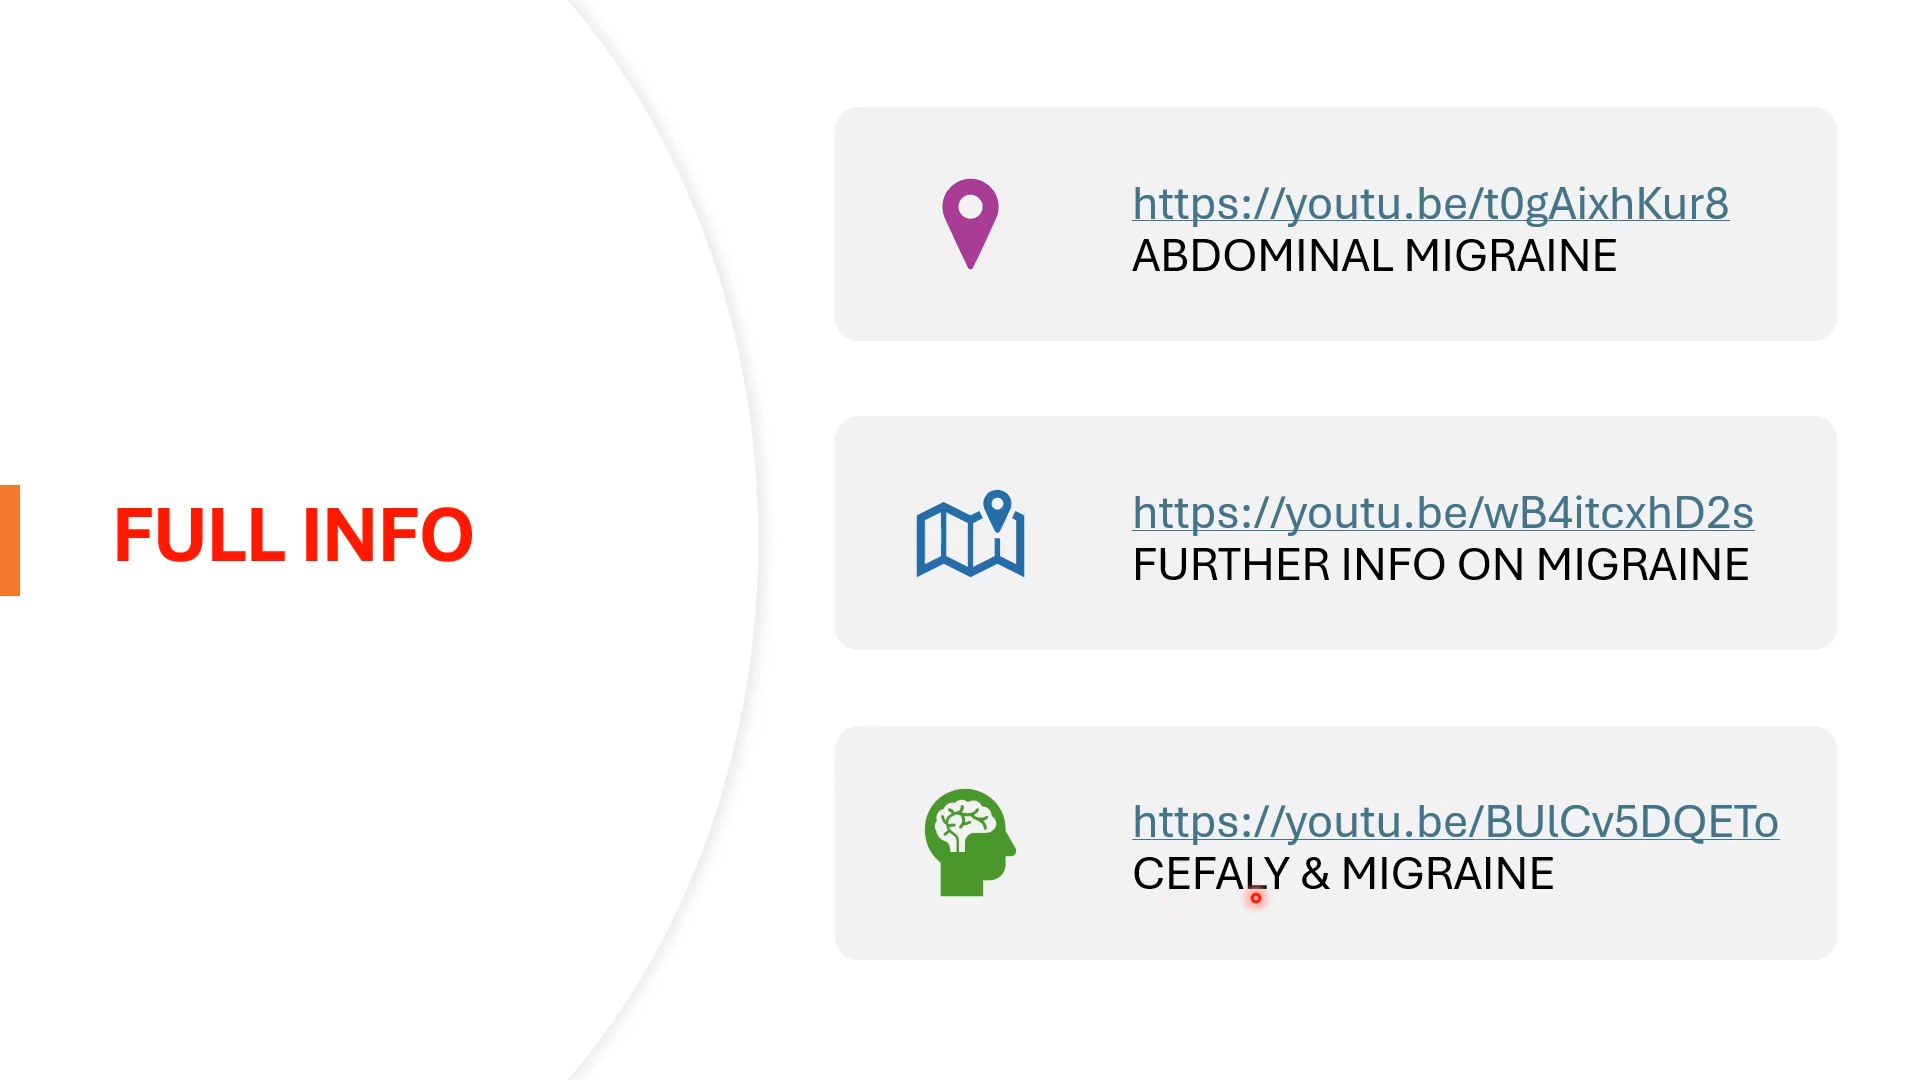 FULL INFO
https://youtu.be/t0gAixhKur8
ABDOMINAL MIGRAINE
https://youtu.be/wB4itcxhD2s
FURTHER INFO ON MIGRAINE
https://youtu.be/BUlCv5DQETo
CEFALY & MIGRAINE